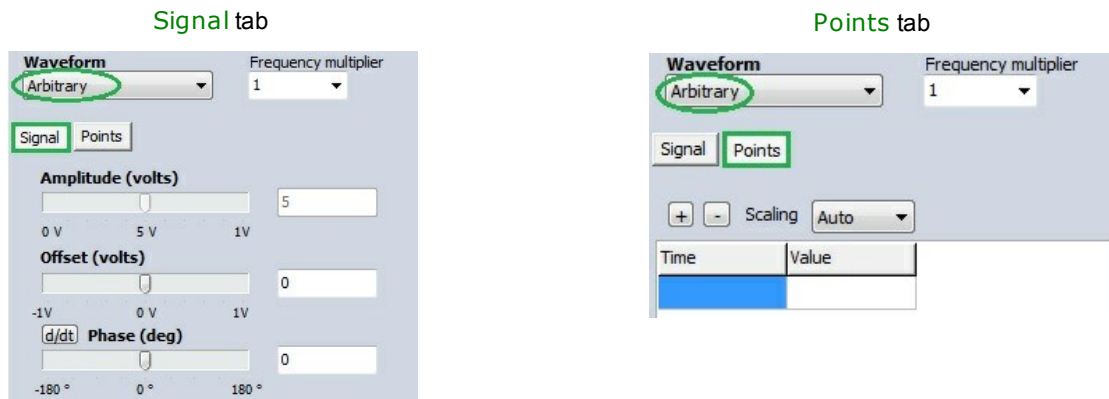 Signal tab
Waveform
Frequency multiplier
Arbitrary
1
Signal
Points
Amplitude (volts)
5
0 V
5 V
1V
Offset (volts)
0
-1V
0 V
1V
d/dt
Phase (deg)
0
-180 °
0 °
180 °
Points tab
Waveform
Frequency multiplier
Arbitrary
1
Signal
Points
+
-
Scaling
Auto
Time
Value